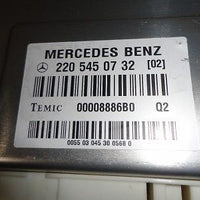 MERCEDES BENZ
220 545 07 32 [02]
TEMIC 00008886B0 Q2
0055 03 045 30 0568 0